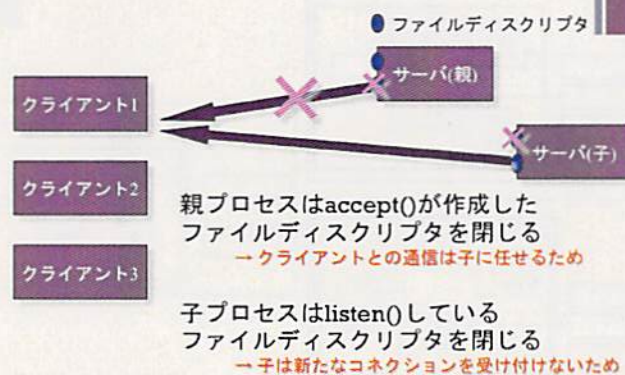 ファイルディスクリプタ
サーバ(親)
クライアント1
サーバ(子)
クライアント2
クライアント3
親プロセスはaccept()が作成した
ファイルディスクリプタを閉じる
→ クライアントとの通信は子に任せるため
子プロセスはlisten()している
ファイルディスクリプタを閉じる
→ 子は新たなコネクションを受け付けないため